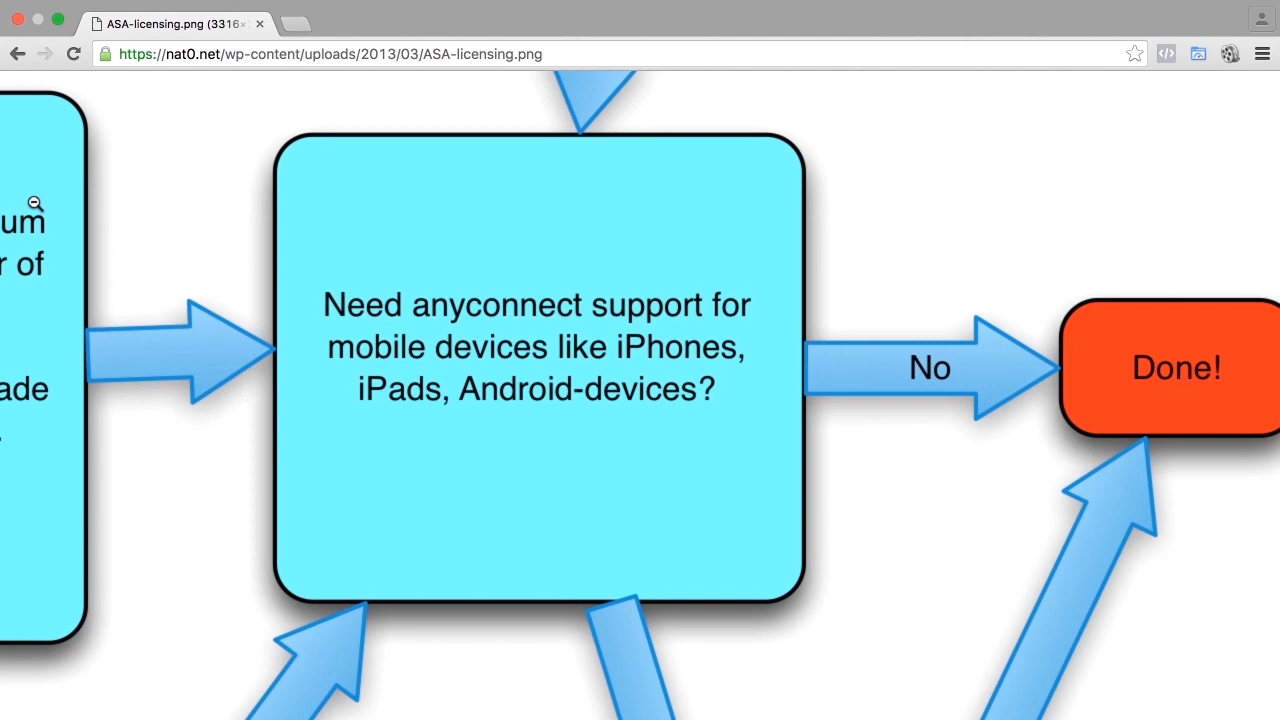 ASA-licensing.png (3316×
https://nat0.net/wp-content/uploads/2013/03/ASA-licensing.png
um
r of
ade
Need anyconnect support for
mobile devices like iPhones,
iPads, Android-devices?
No
Done!